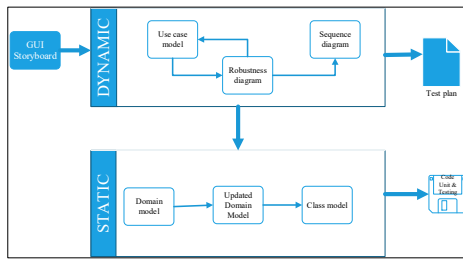 GUI
Storyboard
DYNAMIC
Use case
model
Robustness
diagram
Sequence
diagram
Test plan
STATIC
Domain
model
Updated
Domain
Model
Class model
Code
Unit &
Testing